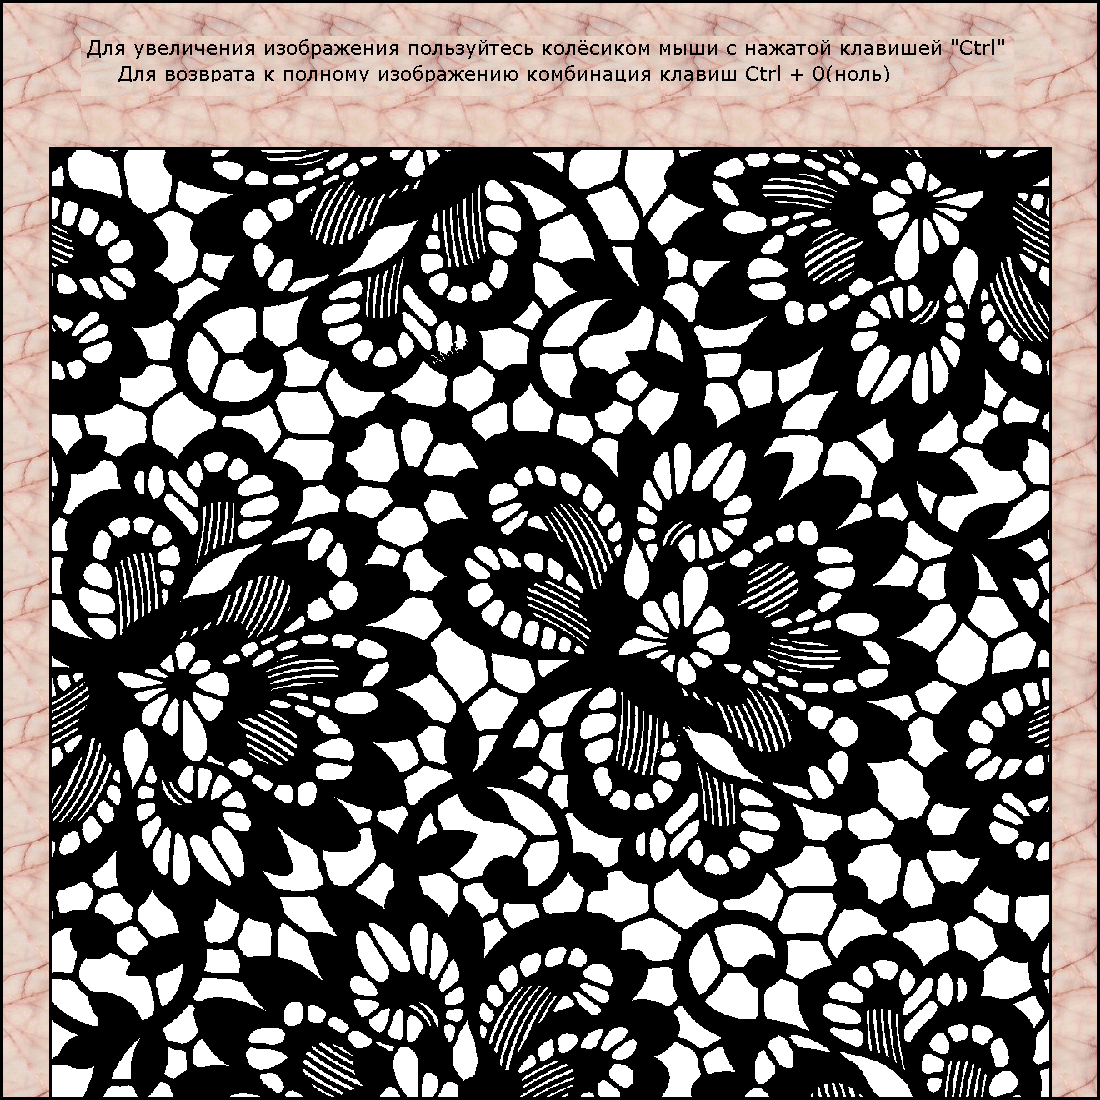 Для увеличения изображения пользуйтесь колёсиком мыши с нажатой клавишей "Ctrl"
Для возврата к полному изображению комбинация клавиш Ctrl + 0(ноль)